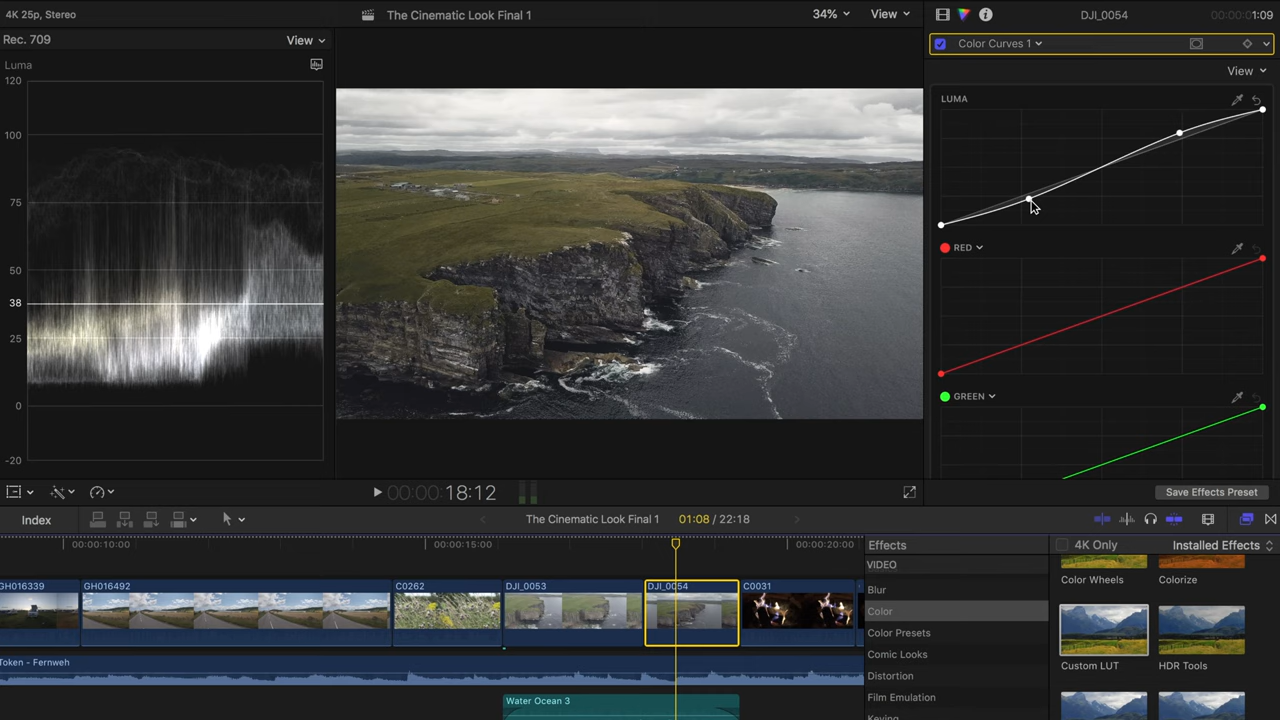 4K 25p, Stereo
The Cinematic Look Final 1
34%
View
DJI_0054
00:00:01:09
Rec. 709
View
Color Curves 1
View
Luma
120
100
75
50
38
25
0
-20
LUMA
RED
GREEN
00:00:18:12
Save Effects Preset
Index
The Cinematic Look Final 1
01:08 / 22:18
00:00:10:00
00:00:15:00
00:00:20:00
GH016339
GH016492
C0262
DJI_0053
DJI_0054
C0031
Token - Fernweh
Water Ocean 3
Effects
4K Only
Installed Effects
VIDEO
Blur
Color
Color Presets
Comic Looks
Distortion
Film Emulation
Keying
Color Wheels
Colorize
Custom LUT
HDR Tools